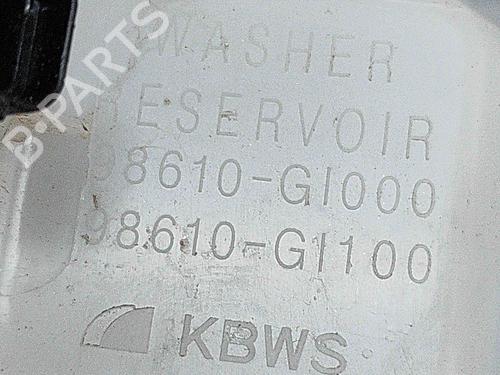 WASHER
RESERVOIR
98610-GI000
98610-GI100
KBWS
B-PARTS